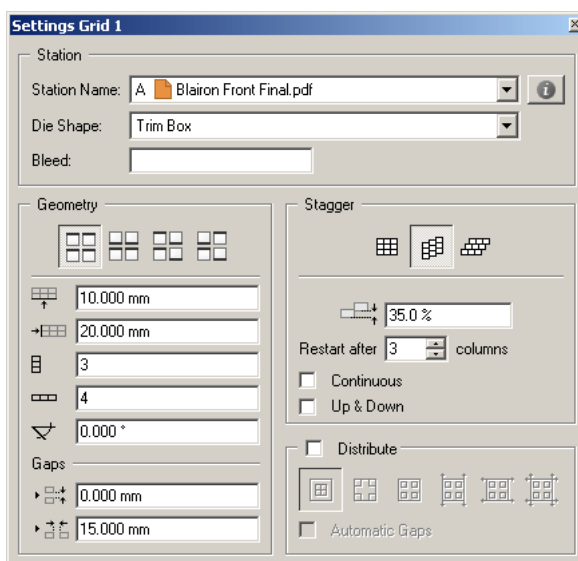 Settings Grid 1
Station
Station Name: A Blairon Front Final.pdf
Die Shape: Trim Box
Bleed:
Geometry
10.000 mm
20.000 mm
3
4
0.000 °
Gaps
0.000 mm
15.000 mm
Stagger
35.0 %
Restart after 3 columns
Continuous
Up & Down
Distribute
Automatic Gaps